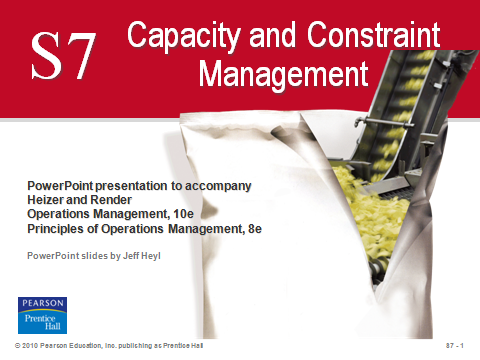 S7
Capacity and Constraint
Management
PowerPoint presentation to accompany
Heizer and Render
Operations Management, 10e
Principles of Operations Management, 8e
PowerPoint slides by Jeff Heyl
PEARSON
Prentice
Hall
© 2010 Pearson Education, Inc. publishing as Prentice Hall
S7 - 1